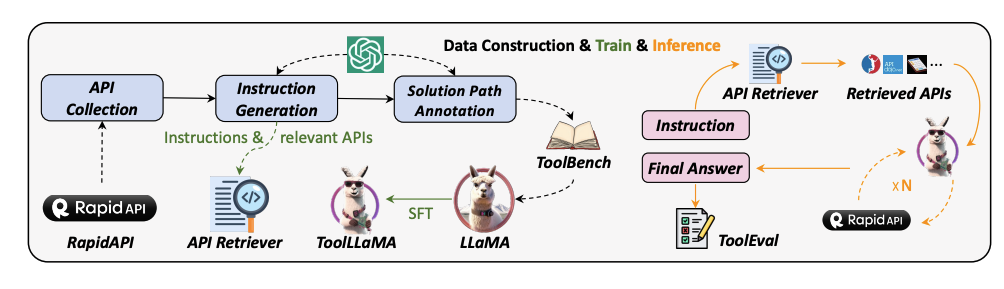 Data Construction & Train & Inference
API
Collection
Instruction
Generation
Solution Path
Annotation
Instructions & relevant APIs
ToolBench
Rapid API
RapidAPI
API Retriever
ToolLLaMA
SFT
LLaMA
API Retriever
API
Retrieved APIs
...
Instruction
Final Answer
xN
Rapid API
ToolEval